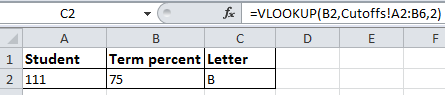 C2 fx =VLOOKUP(B2,Cutoffs!A2:B6,2)
A B C D E F
1 Student Term percent Letter
2 111 75 B